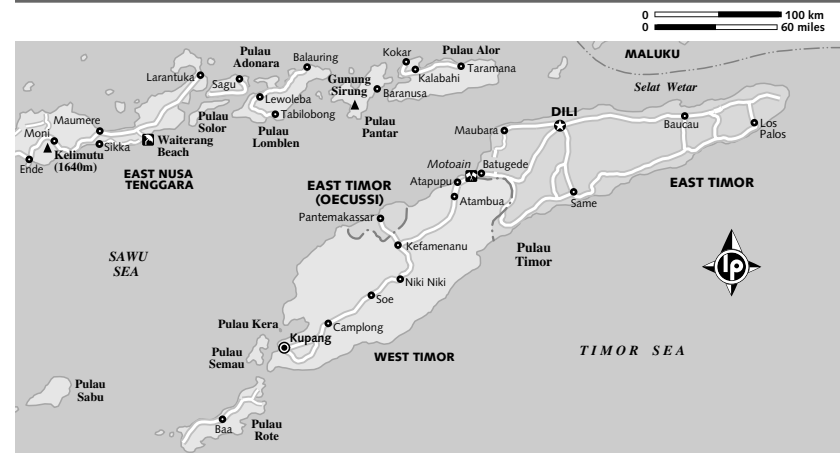 0 100 km
0 60 miles
Pulau
Adonara
Balauring
Kokar
Pulau Alor
MALUKU
Larantuka
Sagu
Gunung
Sirung
Kalabahi
Taramana
Selat Wetar
Lewoleba
Baranusa
Maumere
Pulau
Solor
Tabilobong
Pulau
Lomblen
Pulau
Pantar
DILI
Maubara
Baucau
Los
Palos
Moni
Waiterang
Beach
Kelimutu
(1640m)
Sikka
Ende
EAST NUSA
TENGGARA
Motoain
Batugede
Atapupu
EAST TIMOR
EAST TIMOR
(OECUSSI)
Atambua
Same
Pantemakassar
Kefamenanu
Pulau
Timor
SAWU
SEA
lp
Niki Niki
Soe
Pulau Kera
Camplong
Kupang
Pulau
Semau
WEST TIMOR
TIMOR SEA
Pulau
Sabu
Baa
Pulau
Rote